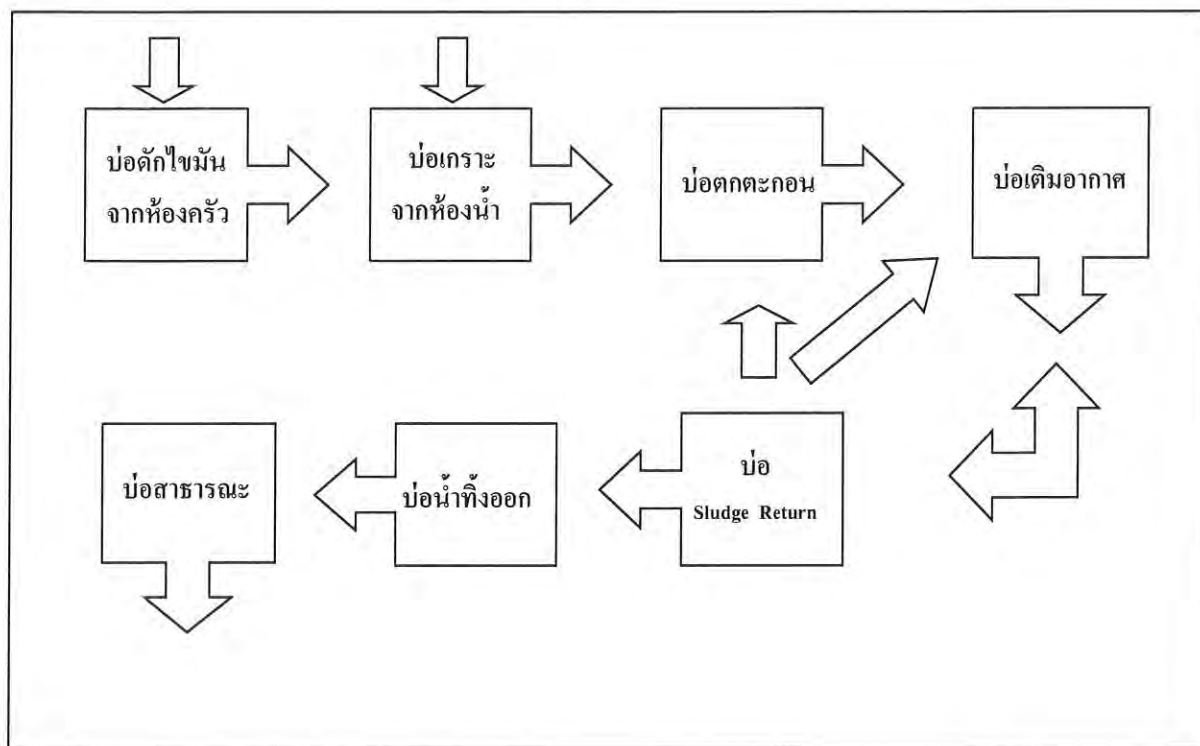 บ่อดักไขมัน
จากห้องครัว
บ่อเกราะ
จากห้องน้ำ
บ่อตกตะกอน
บ่อเติมอากาศ
บ่อสาธารณะ
บ่อน้ำทิ้งออก
บ่อ
Sludge Return